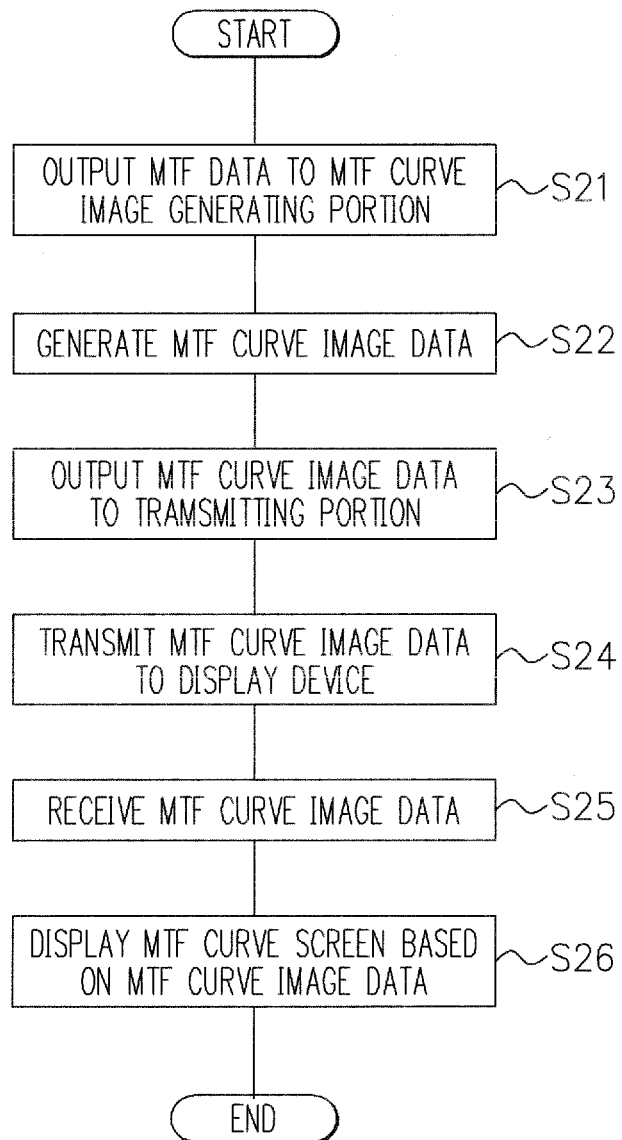 START
OUTPUT MTF DATA TO MTF CURVE
IMAGE GENERATING PORTION
S21
GENERATE MTF CURVE IMAGE DATA
S22
OUTPUT MTF CURVE IMAGE DATA
TO TRAMSMITTING PORTION
S23
TRANSMIT MTF CURVE IMAGE DATA
TO DISPLAY DEVICE
S24
RECEIVE MTF CURVE IMAGE DATA
S25
DISPLAY MTF CURVE SCREEN BASED
ON MTF CURVE IMAGE DATA
S26
END